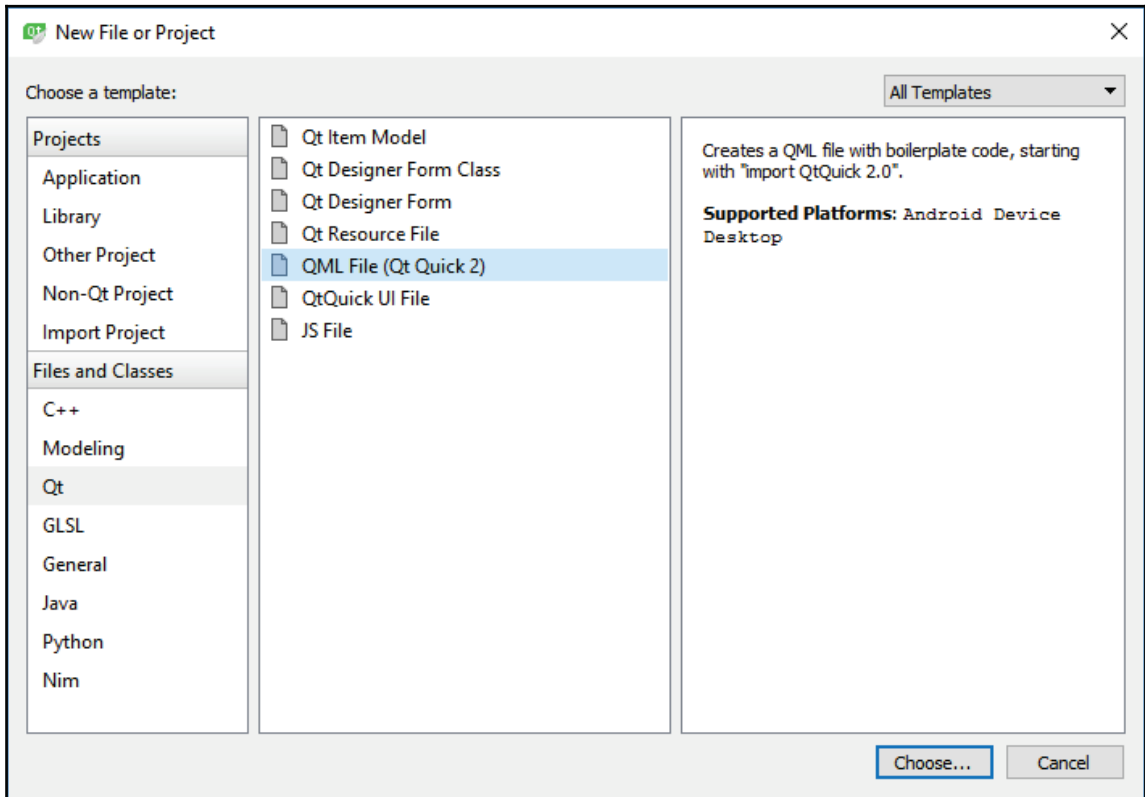 New File or Project
Choose a template:
All Templates
Projects
Application
Library
Other Project
Non-Qt Project
Import Project
Files and Classes
C++
Modeling
Qt
GLSL
General
Java
Python
Nim
Qt Item Model
Qt Designer Form Class
Qt Designer Form
Qt Resource File
QML File (Qt Quick 2)
QtQuick UI File
JS File
Creates a QML file with boilerplate code, starting
with "import QtQuick 2.0".
Supported Platforms: Android Device
Desktop
Choose...
Cancel